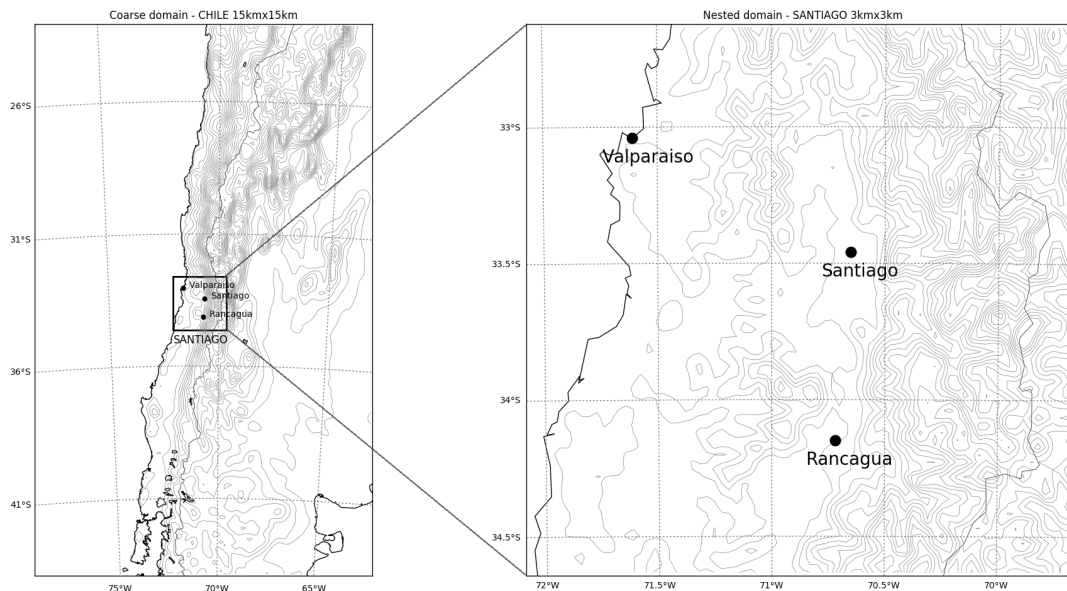 Coarse domain - CHILE 15kmx15km
26°S
31°S
36°S
41°S
75°W
70°W
65°W
Valparaiso
Santiago
Rancagua
SANTIAGO
Nested domain - SANTIAGO 3kmx3km
33°S
33.5°S
34°S
34.5°S
72°W
71.5°W
71°W
70.5°W
70°W
Valparaiso
Santiago
Rancagua